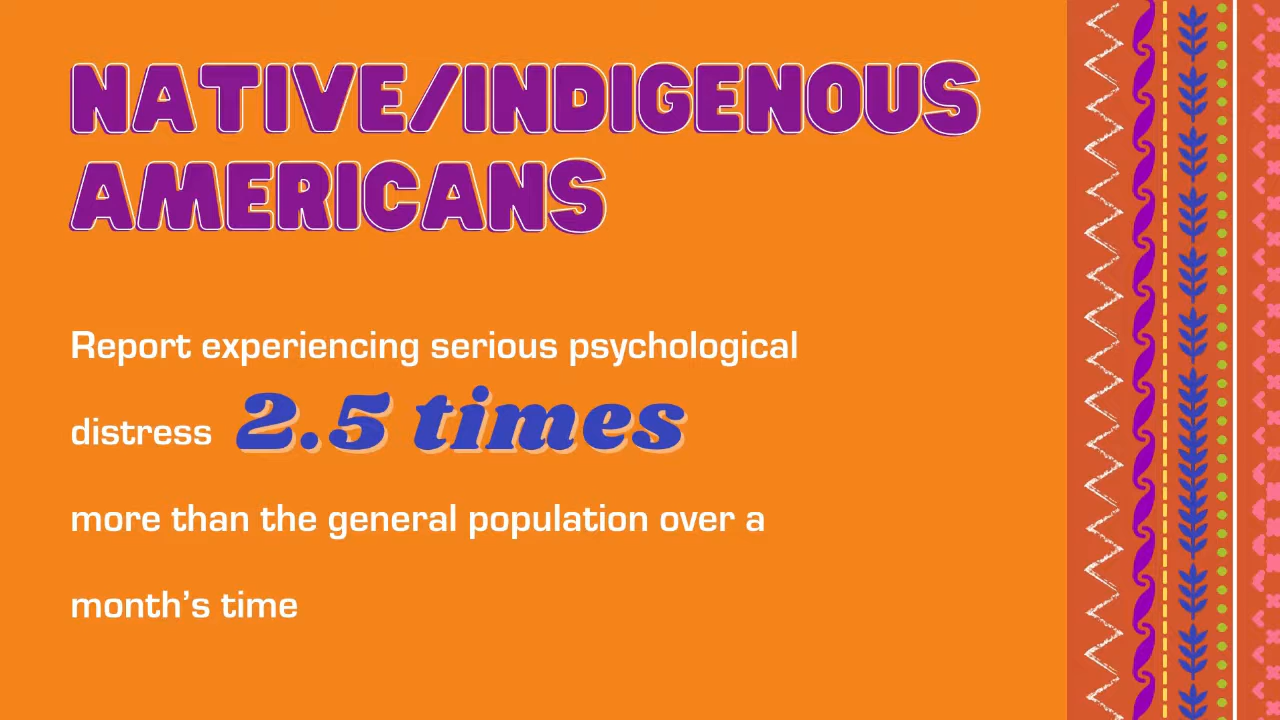 NATIVE/INDIGENOUS
AMERICANS
Report experiencing serious psychological
distress 2.5 times
more than the general population over a
month’s time